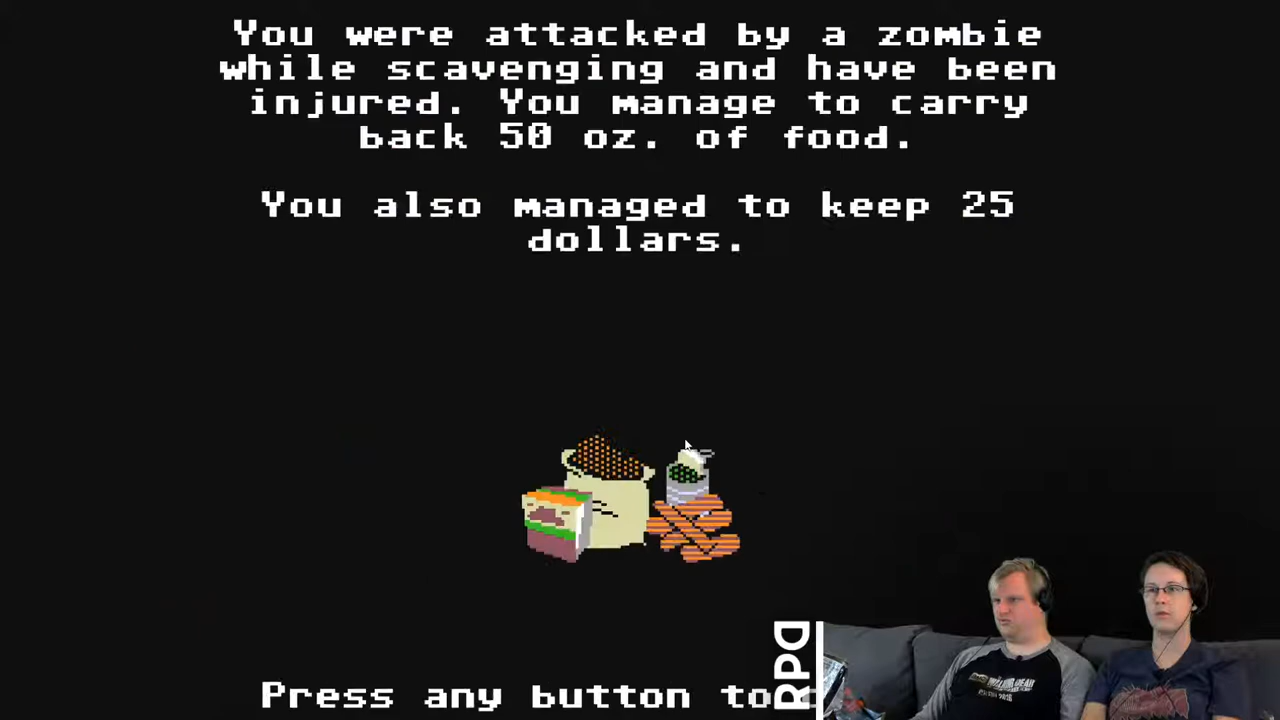 You were attacked by a zombie
while scavenging and have been
injured. You manage to carry
back 50 oz. of food.
You also managed to keep 25
dollars.
Press any button to
RPD